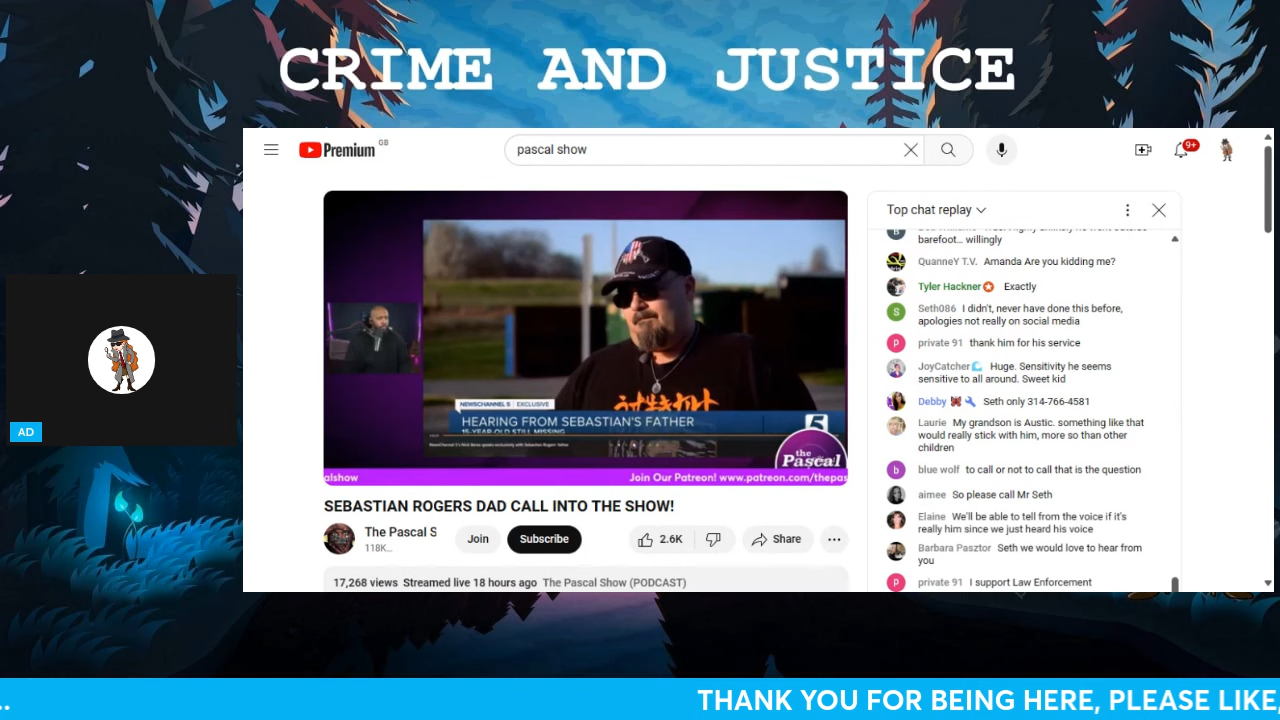 CRIME AND JUSTICE
Premium GB
pascal show
9+
Top chat replay
barefoot... willingly
QuanneY T.V. Amanda Are you kidding me?
Tyler Hackner Exactly
Seth086 I didn't, never have done this before,
apologies not really on social media
private 91 thank him for his service
JoyCatcher🌊 Huge. Sensitivity he seems
sensitive to all around. Sweet kid
Debby Seth only 314-766-4581
Laurie My grandson is Austic. something like that
would really stick with him, more so than other
children
blue wolf to call or not to call that is the question
aimee So please call Mr Seth
Elaine We'll be able to tell from the voice if it's
really him since we just heard his voice
Barbara Pasztor Seth we would love to hear from
you
private 91 I support Law Enforcement
NEWSCHANNEL 5 EXCLUSIVE
HEARING FROM SEBASTIAN'S FATHER
15-YEAR-OLD STILL MISSING
5
the
Pascal
alshow
Join Our Patreon! www.patreon.com/thepas
SEBASTIAN ROGERS DAD CALL INTO THE SHOW!
The Pascal S
118K...
Join
Subscribe
2.6K
Share
17,268 views Streamed live 18 hours ago The Pascal Show (PODCAST)
AD
..
THANK YOU FOR BEING HERE, PLEASE LIKE,